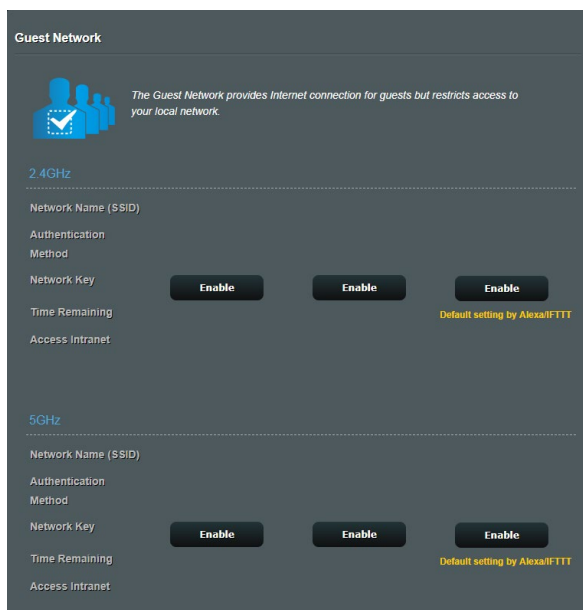 Guest Network
The Guest Network provides Internet connection for guests but restricts access to
your local network.
2.4GHz
Network Name (SSID)
Authentication
Method
Network Key
Enable Enable Enable
Time Remaining
Default setting by Alexa/IFTTT
Access Intranet
5GHz
Network Name (SSID)
Authentication
Method
Network Key
Enable Enable Enable
Time Remaining
Default setting by Alexa/IFTTT
Access Intranet